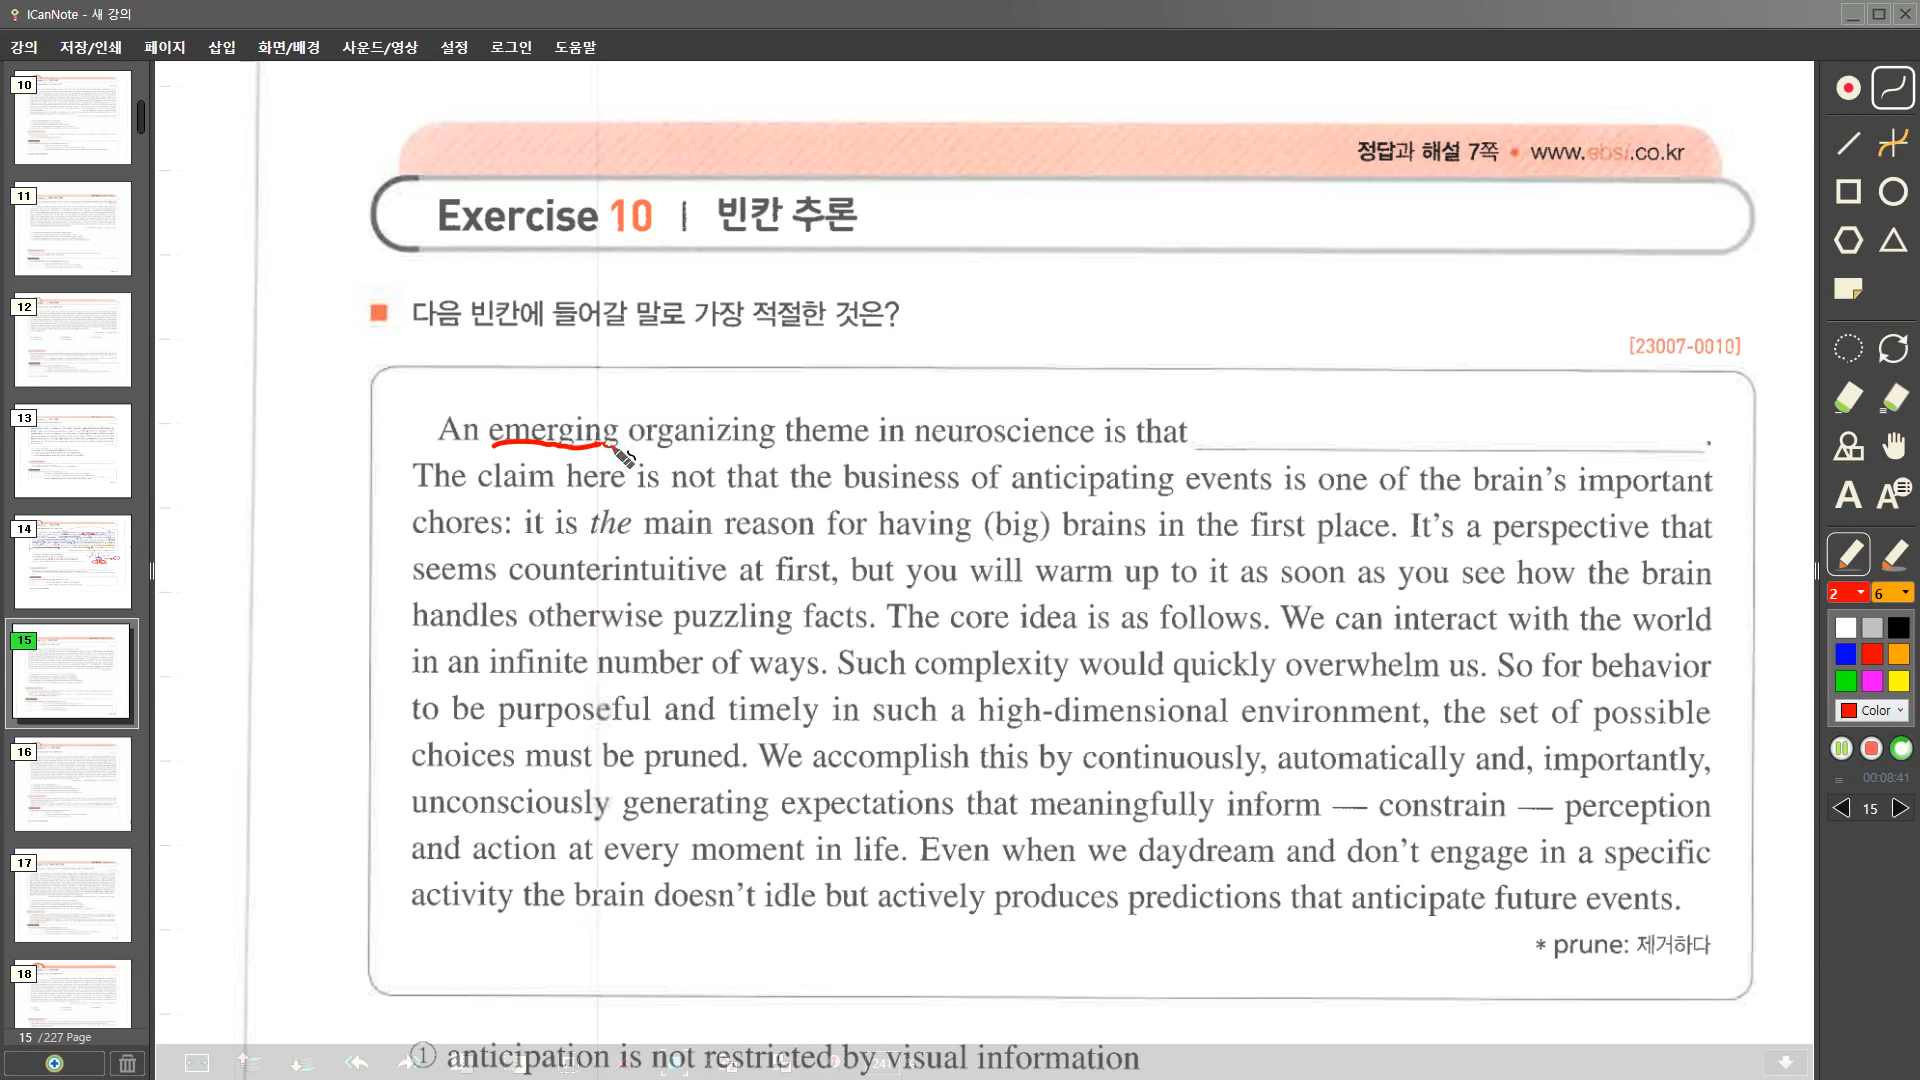 ICanNote - 새 강의
강의 저장/인쇄 페이지 삽입 화면/배경 사운드/영상 설정 로그인 도움말
10
11
12
13
14
15
16
17
18
15 /227 Page
정답과 해설 7쪽 • www.ebsi.co.kr
Exercise 10 | 빈칸 추론
다음 빈칸에 들어갈 말로 가장 적절한 것은?
[23007-0010]
An emerging organizing theme in neuroscience is that ____________.
The claim here is not that the business of anticipating events is one of the brain's important
chores: it is the main reason for having (big) brains in the first place. It's a perspective that
seems counterintuitive at first, but you will warm up to it as soon as you see how the brain
handles otherwise puzzling facts. The core idea is as follows. We can interact with the world
in an infinite number of ways. Such complexity would quickly overwhelm us. So for behavior
to be purposeful and timely in such a high-dimensional environment, the set of possible
choices must be pruned. We accomplish this by continuously, automatically and, importantly,
unconsciously generating expectations that meaningfully inform — constrain — perception
and action at every moment in life. Even when we daydream and don't engage in a specific
activity the brain doesn't idle but actively produces predictions that anticipate future events.
* prune: 제거하다
① anticipation is not restricted by visual information
A A
2 6
Color
00:08:41
15